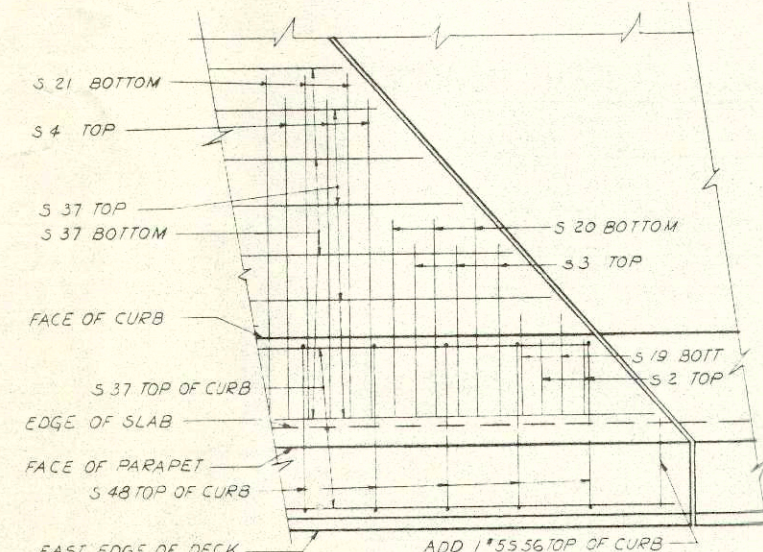 S 21 BOTTOM
S 4 TOP
S 37 TOP
S 37 BOTTOM
S 20 BOTTOM
S 3 TOP
FACE OF CURB
S 19 BOTT
S 2 TOP
S 37 TOP OF CURB
EDGE OF SLAB
FACE OF PARAPET
S 48 TOP OF CURB
EAST EDGE OF DECK
ADD 1 #5 S 56 TOP OF CURB